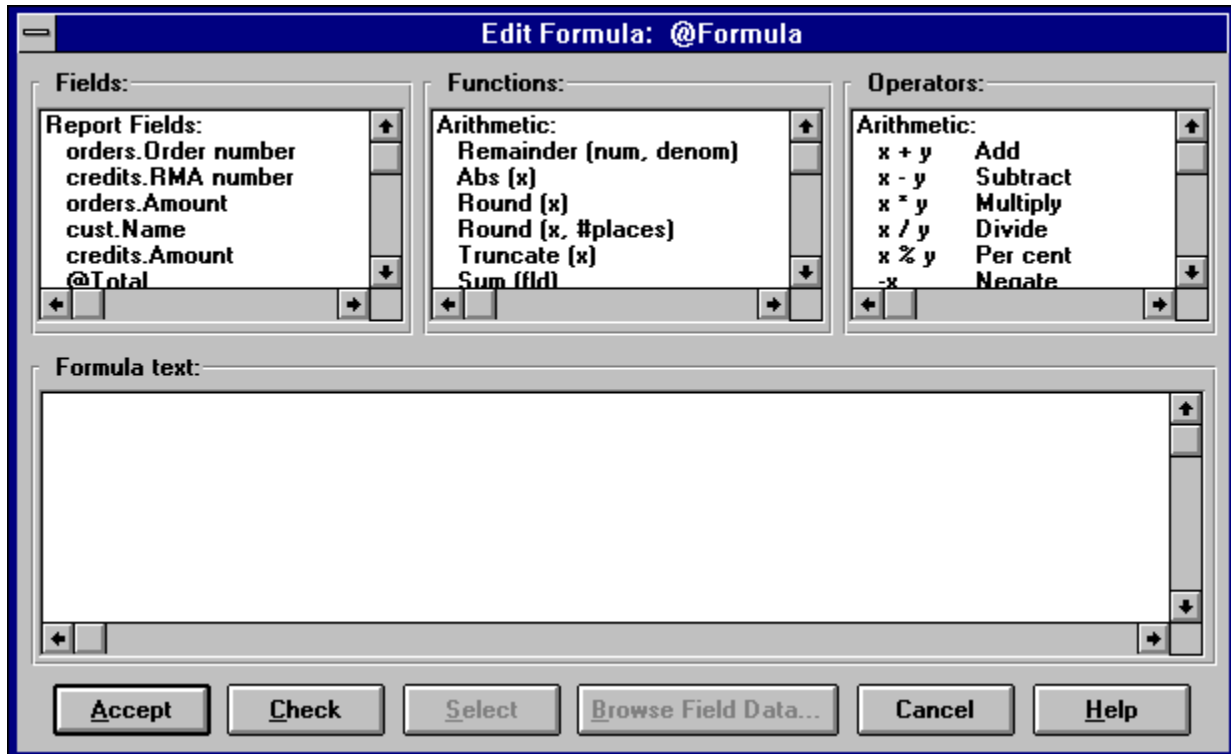 Edit Formula: @Formula
Fields:
Report Fields:
orders.Order number
credits.RMA number
orders.Amount
cust.Name
credits.Amount
@Total
Functions:
Arithmetic:
Remainder (num, denom)
Abs (x)
Round (x)
Round (x, #places)
Truncate (x)
Sum (fld)
Operators:
Arithmetic:
x + y Add
x - y Subtract
x * y Multiply
x / y Divide
x % y Per cent
-x Negate
Formula text:
Accept Check Select Browse Field Data... Cancel Help